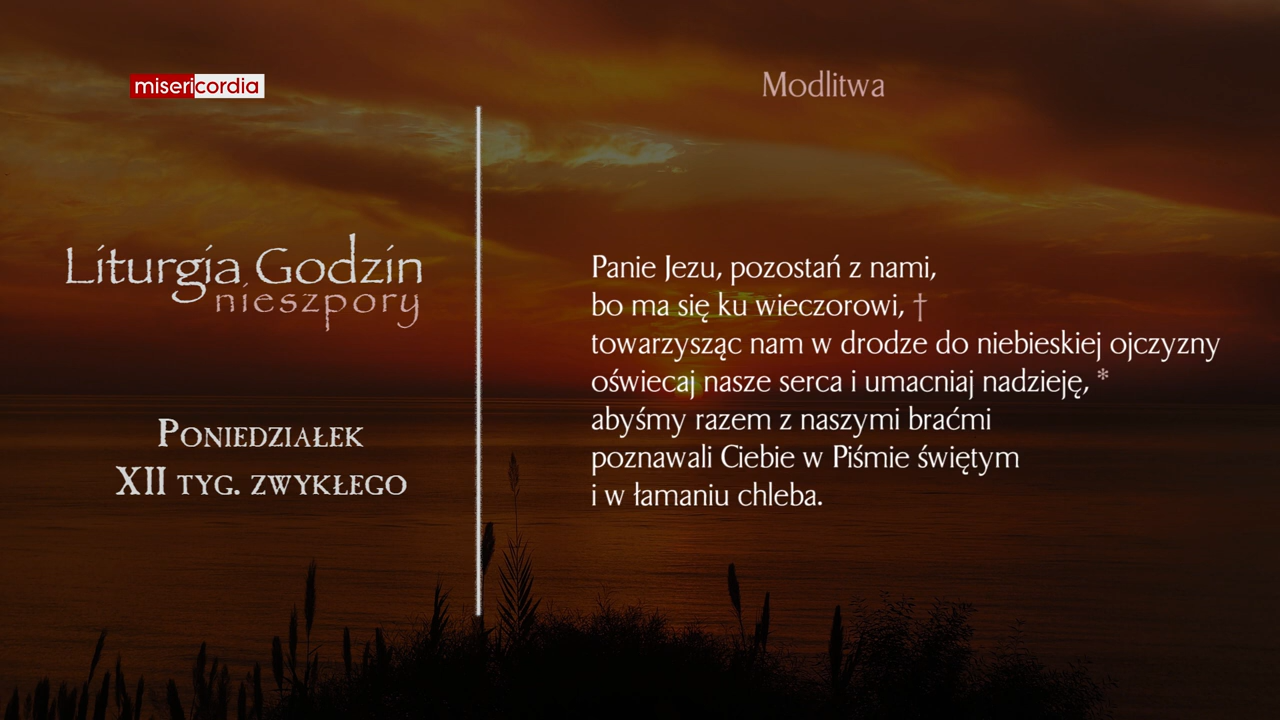 misericordia
Modlitwa
Liturgia Godzin
nieszpory
Poniedziałek
XII tyg. zwykłego
Panie Jezu, pozostań z nami,
bo ma się ku wieczorowi, †
towarzysząc nam w drodze do niebieskiej ojczyzny
oświecaj nasze serca i umacniaj nadzieję, *
abyśmy razem z naszymi braćmi
poznawali Ciebie w Piśmie świętym
i w łamaniu chleba.